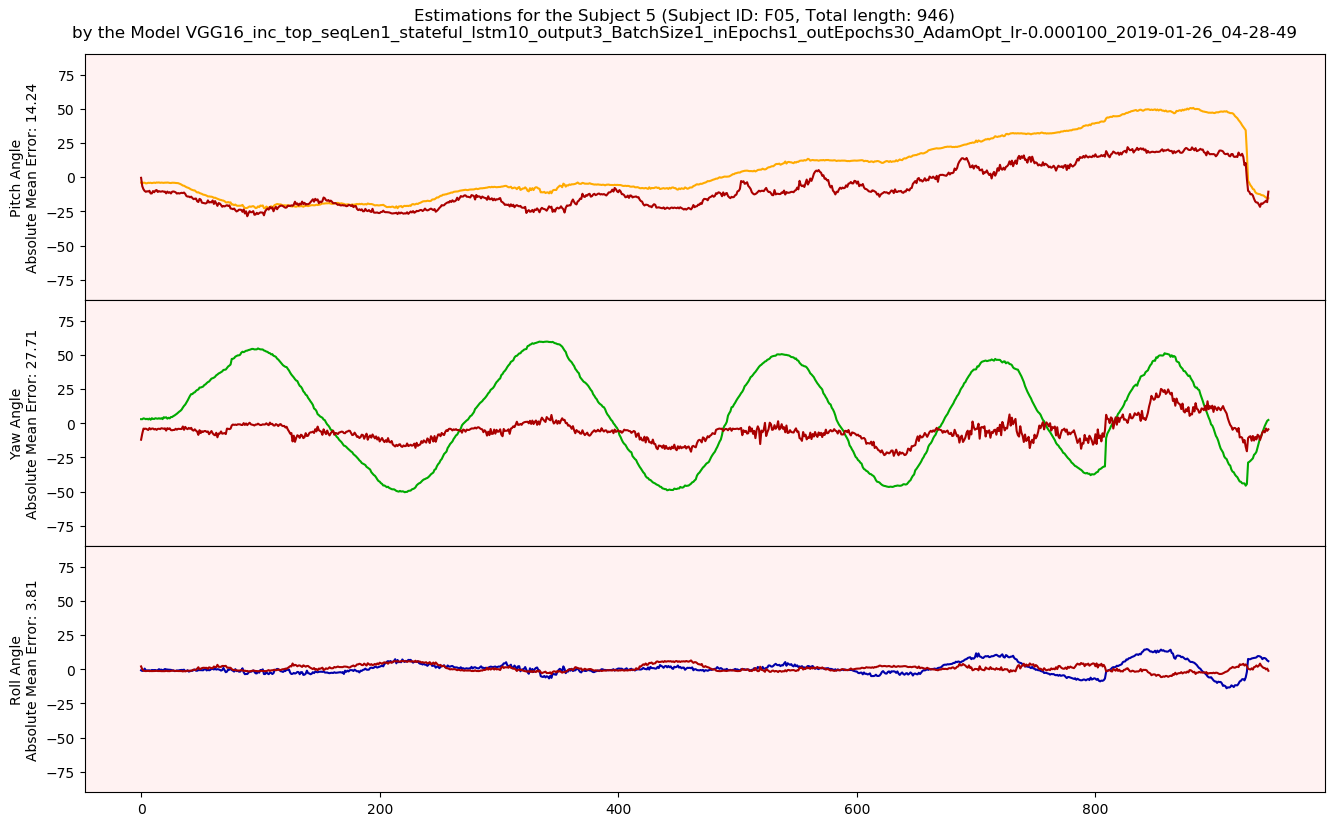 Estimations for the Subject 5 (Subject ID: F05, Total length: 946)
by the Model VGG16_inc_top_seqLen1_stateful_lstm10_output3_BatchSize1_inEpochs1_outEpochs30_AdamOpt_lr-0.000100_2019-01-26_04-28-49
Pitch Angle
Absolute Mean Error: 14.24
75
50
25
0
−25
−50
−75
Yaw Angle
Absolute Mean Error: 27.71
75
50
25
0
−25
−50
−75
Roll Angle
Absolute Mean Error: 3.81
75
50
25
0
−25
−50
−75
0 200 400 600 800